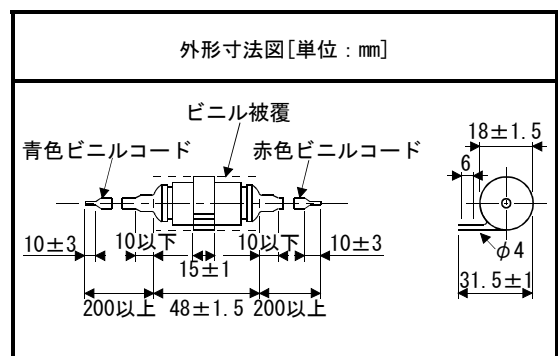 外形寸法図[単位:mm]
ビニル被覆
青色ビニルコード
赤色ビニルコード
18±1.5
6
10±3
10以下
10以下
10±3
15±1
φ4
31.5±1
200以上
48±1.5
200以上